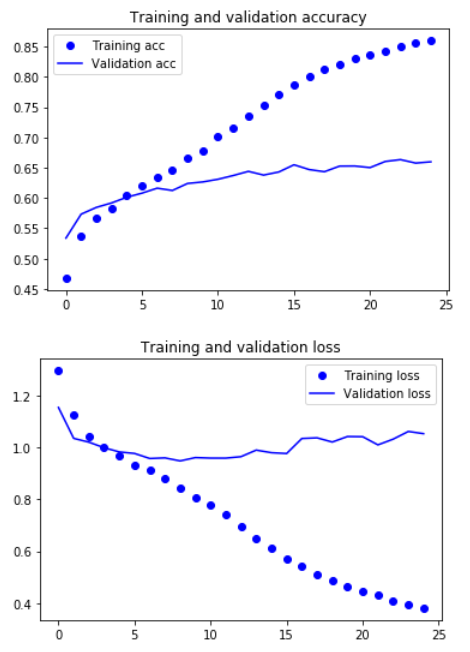 Training and validation accuracy
0.85
Training acc
Validation acc
0.80
0.75
0.70
0.65
0.60
0.55
0.50
0.45
0 5 10 15 20 25
Training and validation loss
Training loss
Validation loss
1.2
1.0
0.8
0.6
0.4
0 5 10 15 20 25